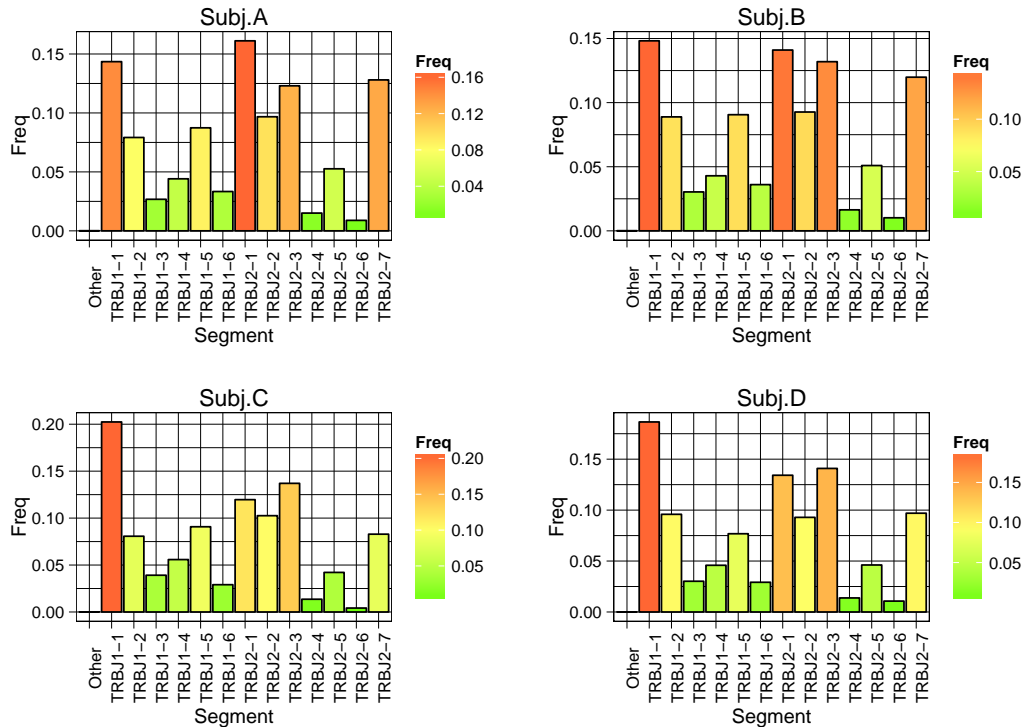 Subj.A
Freq
0.15
0.10
0.05
0.00
Other
TRBJ1−1
TRBJ1−2
TRBJ1−3
TRBJ1−4
TRBJ1−5
TRBJ1−6
TRBJ2−1
TRBJ2−2
TRBJ2−3
TRBJ2−4
TRBJ2−5
TRBJ2−6
TRBJ2−7
Segment
Freq
0.16
0.12
0.08
0.04
Subj.B
Freq
0.15
0.10
0.05
0.00
Other
TRBJ1−1
TRBJ1−2
TRBJ1−3
TRBJ1−4
TRBJ1−5
TRBJ1−6
TRBJ2−1
TRBJ2−2
TRBJ2−3
TRBJ2−4
TRBJ2−5
TRBJ2−6
TRBJ2−7
Segment
Freq
0.10
0.05
Subj.C
Freq
0.20
0.15
0.10
0.05
0.00
Other
TRBJ1−1
TRBJ1−2
TRBJ1−3
TRBJ1−4
TRBJ1−5
TRBJ1−6
TRBJ2−1
TRBJ2−2
TRBJ2−3
TRBJ2−4
TRBJ2−5
TRBJ2−6
TRBJ2−7
Segment
Freq
0.20
0.15
0.10
0.05
Subj.D
Freq
0.15
0.10
0.05
0.00
Other
TRBJ1−1
TRBJ1−2
TRBJ1−3
TRBJ1−4
TRBJ1−5
TRBJ1−6
TRBJ2−1
TRBJ2−2
TRBJ2−3
TRBJ2−4
TRBJ2−5
TRBJ2−6
TRBJ2−7
Segment
Freq
0.15
0.10
0.05